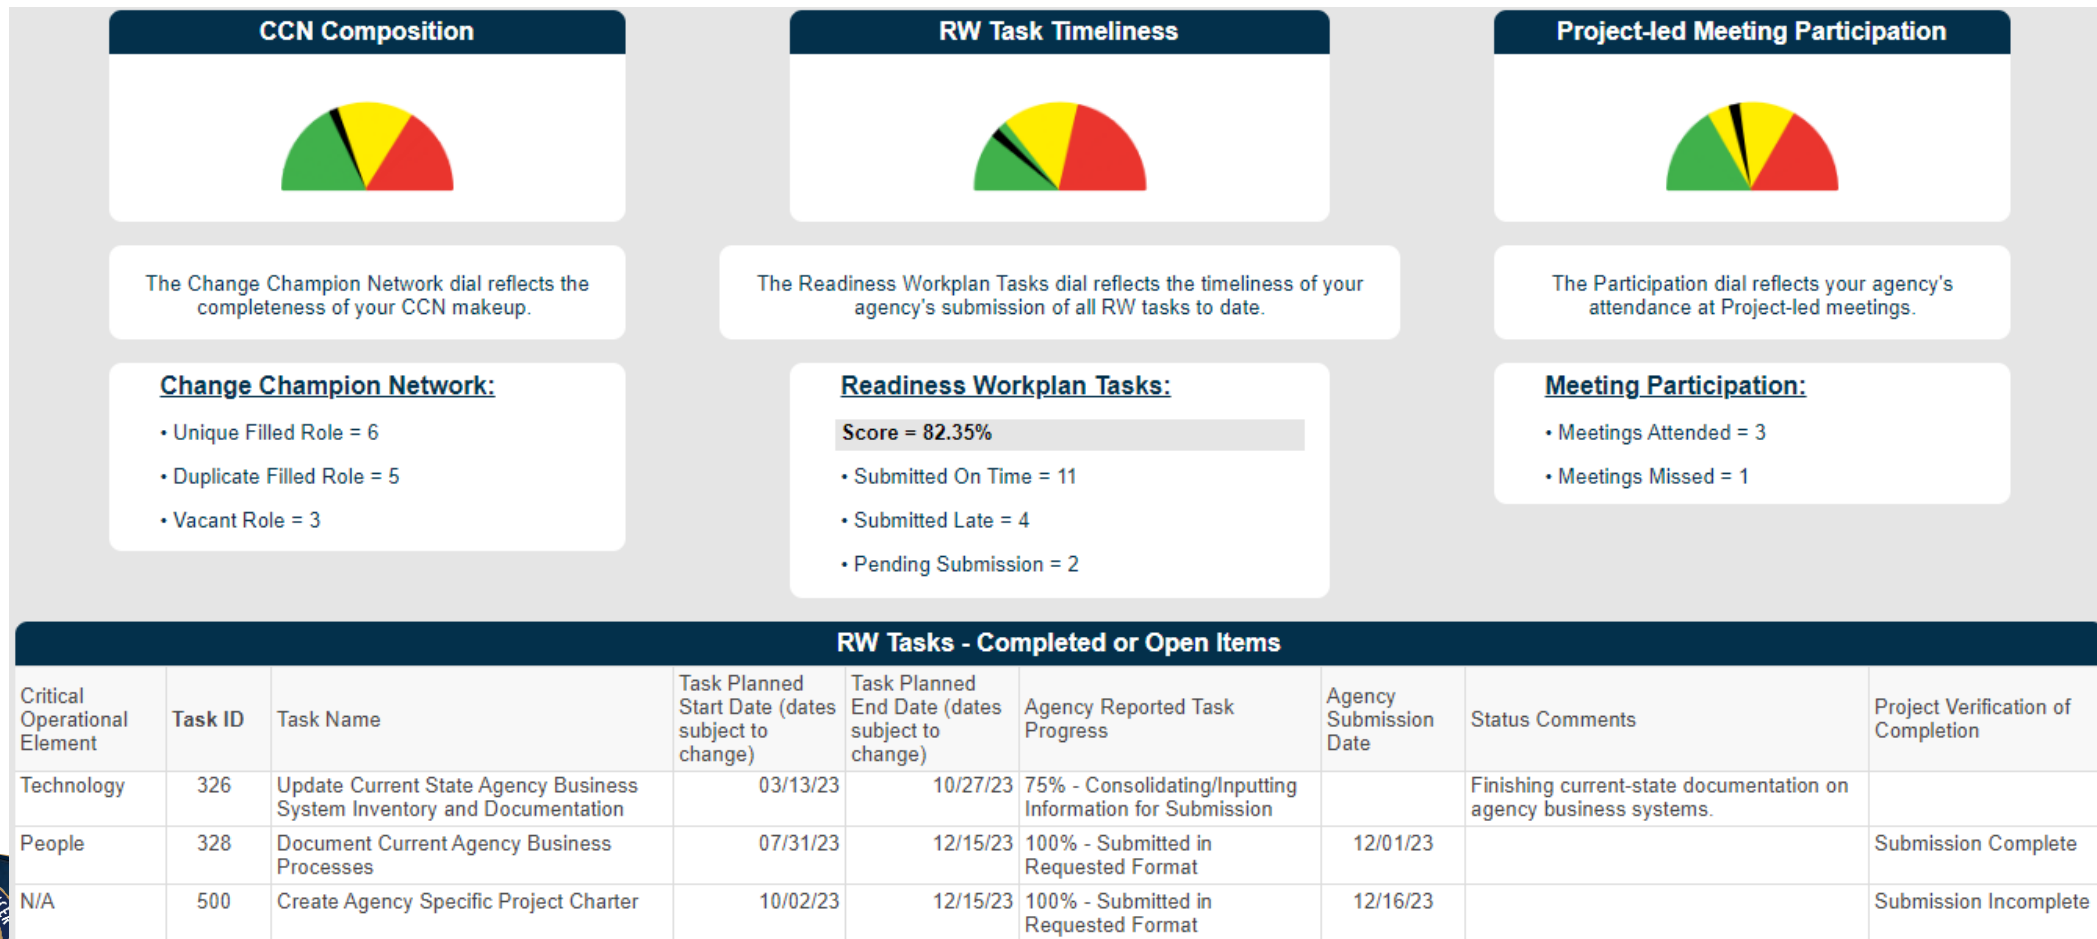 CCN Composition
RW Task Timeliness
Project-led Meeting Participation
The Change Champion Network dial reflects the
completeness of your CCN makeup.
The Readiness Workplan Tasks dial reflects the timeliness of your
agency's submission of all RW tasks to date.
The Participation dial reflects your agency's
attendance at Project-led meetings.
Change Champion Network:
• Unique Filled Role = 6
• Duplicate Filled Role = 5
• Vacant Role = 3
Readiness Workplan Tasks:
Score = 82.35%
• Submitted On Time = 11
• Submitted Late = 4
• Pending Submission = 2
Meeting Participation:
• Meetings Attended = 3
• Meetings Missed = 1
RW Tasks - Completed or Open Items
Critical
Operational
Element
Task ID
Task Name
Task Planned
Start Date (dates
subject to
change)
Task Planned
End Date (dates
subject to
change)
Agency Reported Task
Progress
Agency
Submission
Date
Status Comments
Project Verification of
Completion
Technology
326
Update Current State Agency Business
System Inventory and Documentation
03/13/23
10/27/23
75% - Consolidating/Inputting
Information for Submission
Finishing current-state documentation on
agency business systems.
People
328
Document Current Agency Business
Processes
07/31/23
12/15/23
100% - Submitted in
Requested Format
12/01/23
Submission Complete
N/A
500
Create Agency Specific Project Charter
10/02/23
12/15/23
100% - Submitted in
Requested Format
12/16/23
Submission Incomplete